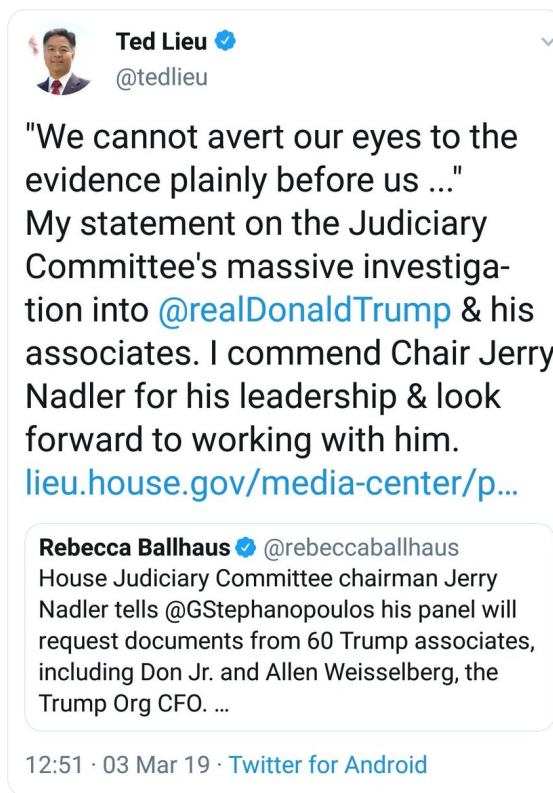 Ted Lieu
@tedlieu
"We cannot avert our eyes to the
evidence plainly before us ..."
My statement on the Judiciary
Committee's massive investiga-
tion into @realDonaldTrump & his
associates. I commend Chair Jerry
Nadler for his leadership & look
forward to working with him.
lieu.house.gov/media-center/p...
Rebecca Ballhaus @rebeccaballhaus
House Judiciary Committee chairman Jerry
Nadler tells @GStephanopoulos his panel will
request documents from 60 Trump associates,
including Don Jr. and Allen Weisselberg, the
Trump Org CFO. ...
12:51 · 03 Mar 19 · Twitter for Android